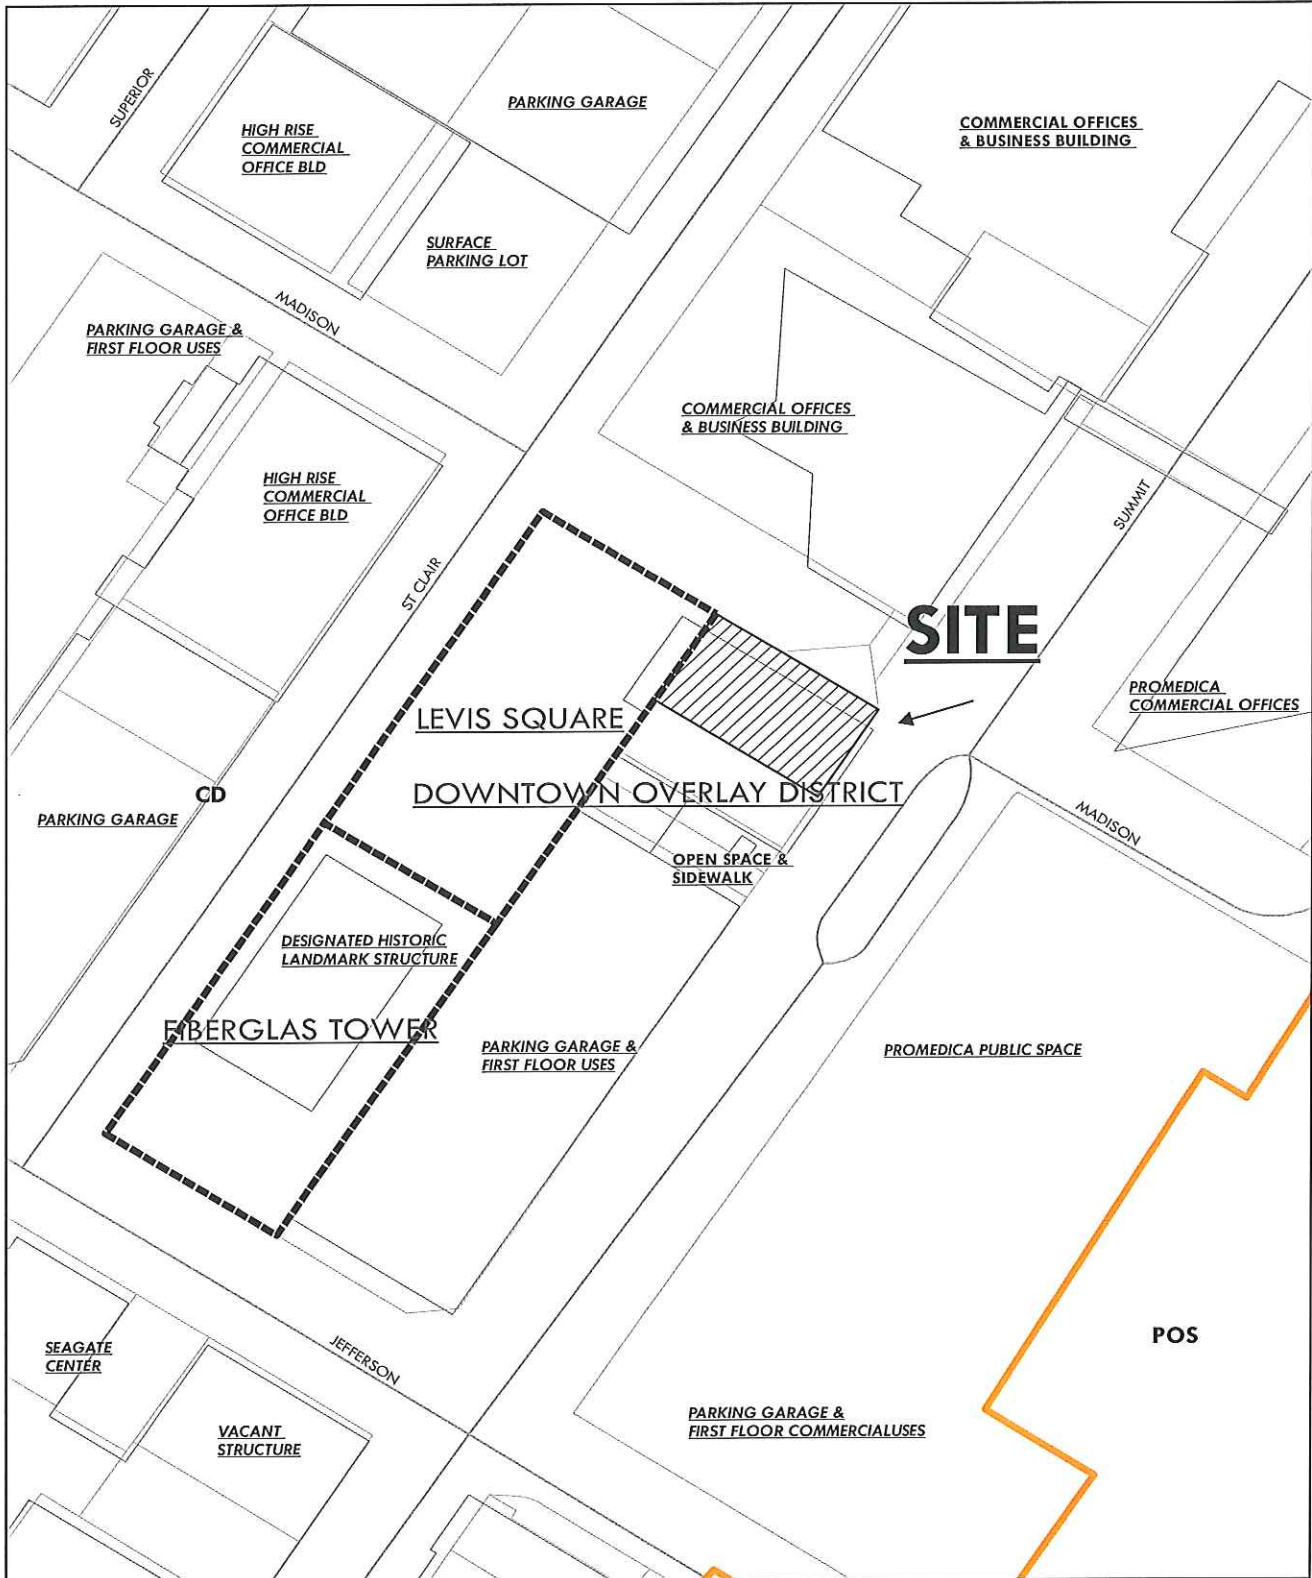 SUPERIOR
PARKING GARAGE
HIGH RISE
COMMERCIAL
OFFICE BLD
COMMERCIAL OFFICES
& BUSINESS BUILDING
SURFACE
PARKING LOT
MADISON
PARKING GARAGE &
FIRST FLOOR USES
COMMERCIAL OFFICES
& BUSINESS BUILDING
HIGH RISE
COMMERCIAL
OFFICE BLD
SUMMIT
ST CLAIR
SITE
PROMEDICA
COMMERCIAL OFFICES
LEVIS SQUARE
DOWNTOWN OVERLAY DISTRICT
CD
PARKING GARAGE
MADISON
OPEN SPACE &
SIDEWALK
DESIGNATED HISTORIC
LANDMARK STRUCTURE
FIBERGLAS TOWER
PARKING GARAGE &
FIRST FLOOR USES
PROMEDICA PUBLIC SPACE
POS
SEAGATE
CENTER
JEFFERSON
VACANT
STRUCTURE
PARKING GARAGE &
FIRST FLOOR COMMERCIALUSES